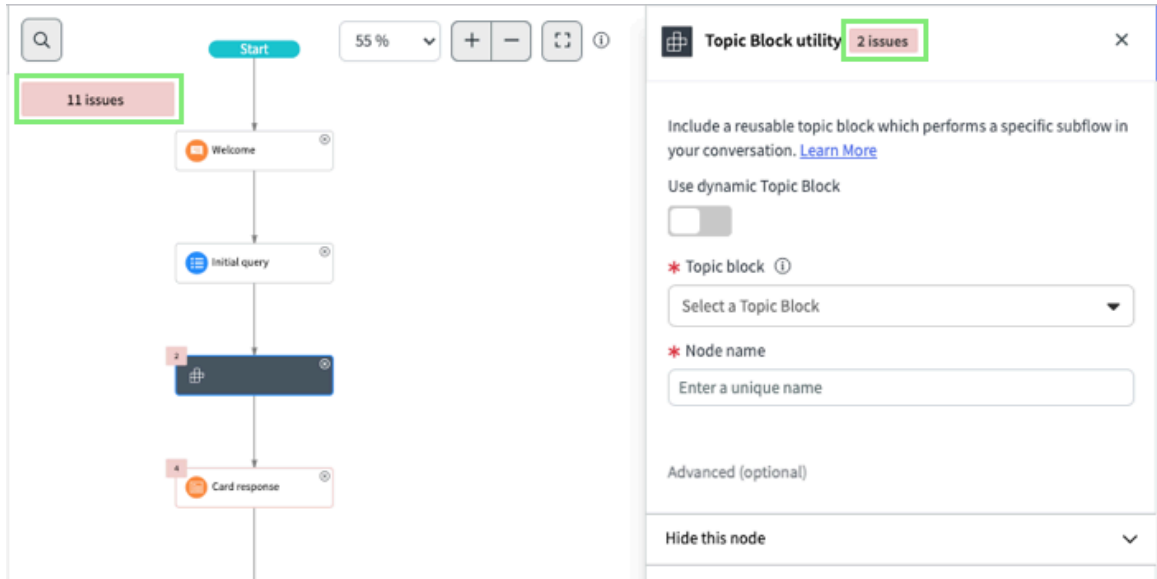 Start
55 %
11 issues
Welcome
Initial query
2
4
Card response
Topic Block utility
2 issues
Include a reusable topic block which performs a specific subflow in
your conversation. Learn More
Use dynamic Topic Block
* Topic block
Select a Topic Block
* Node name
Enter a unique name
Advanced (optional)
Hide this node